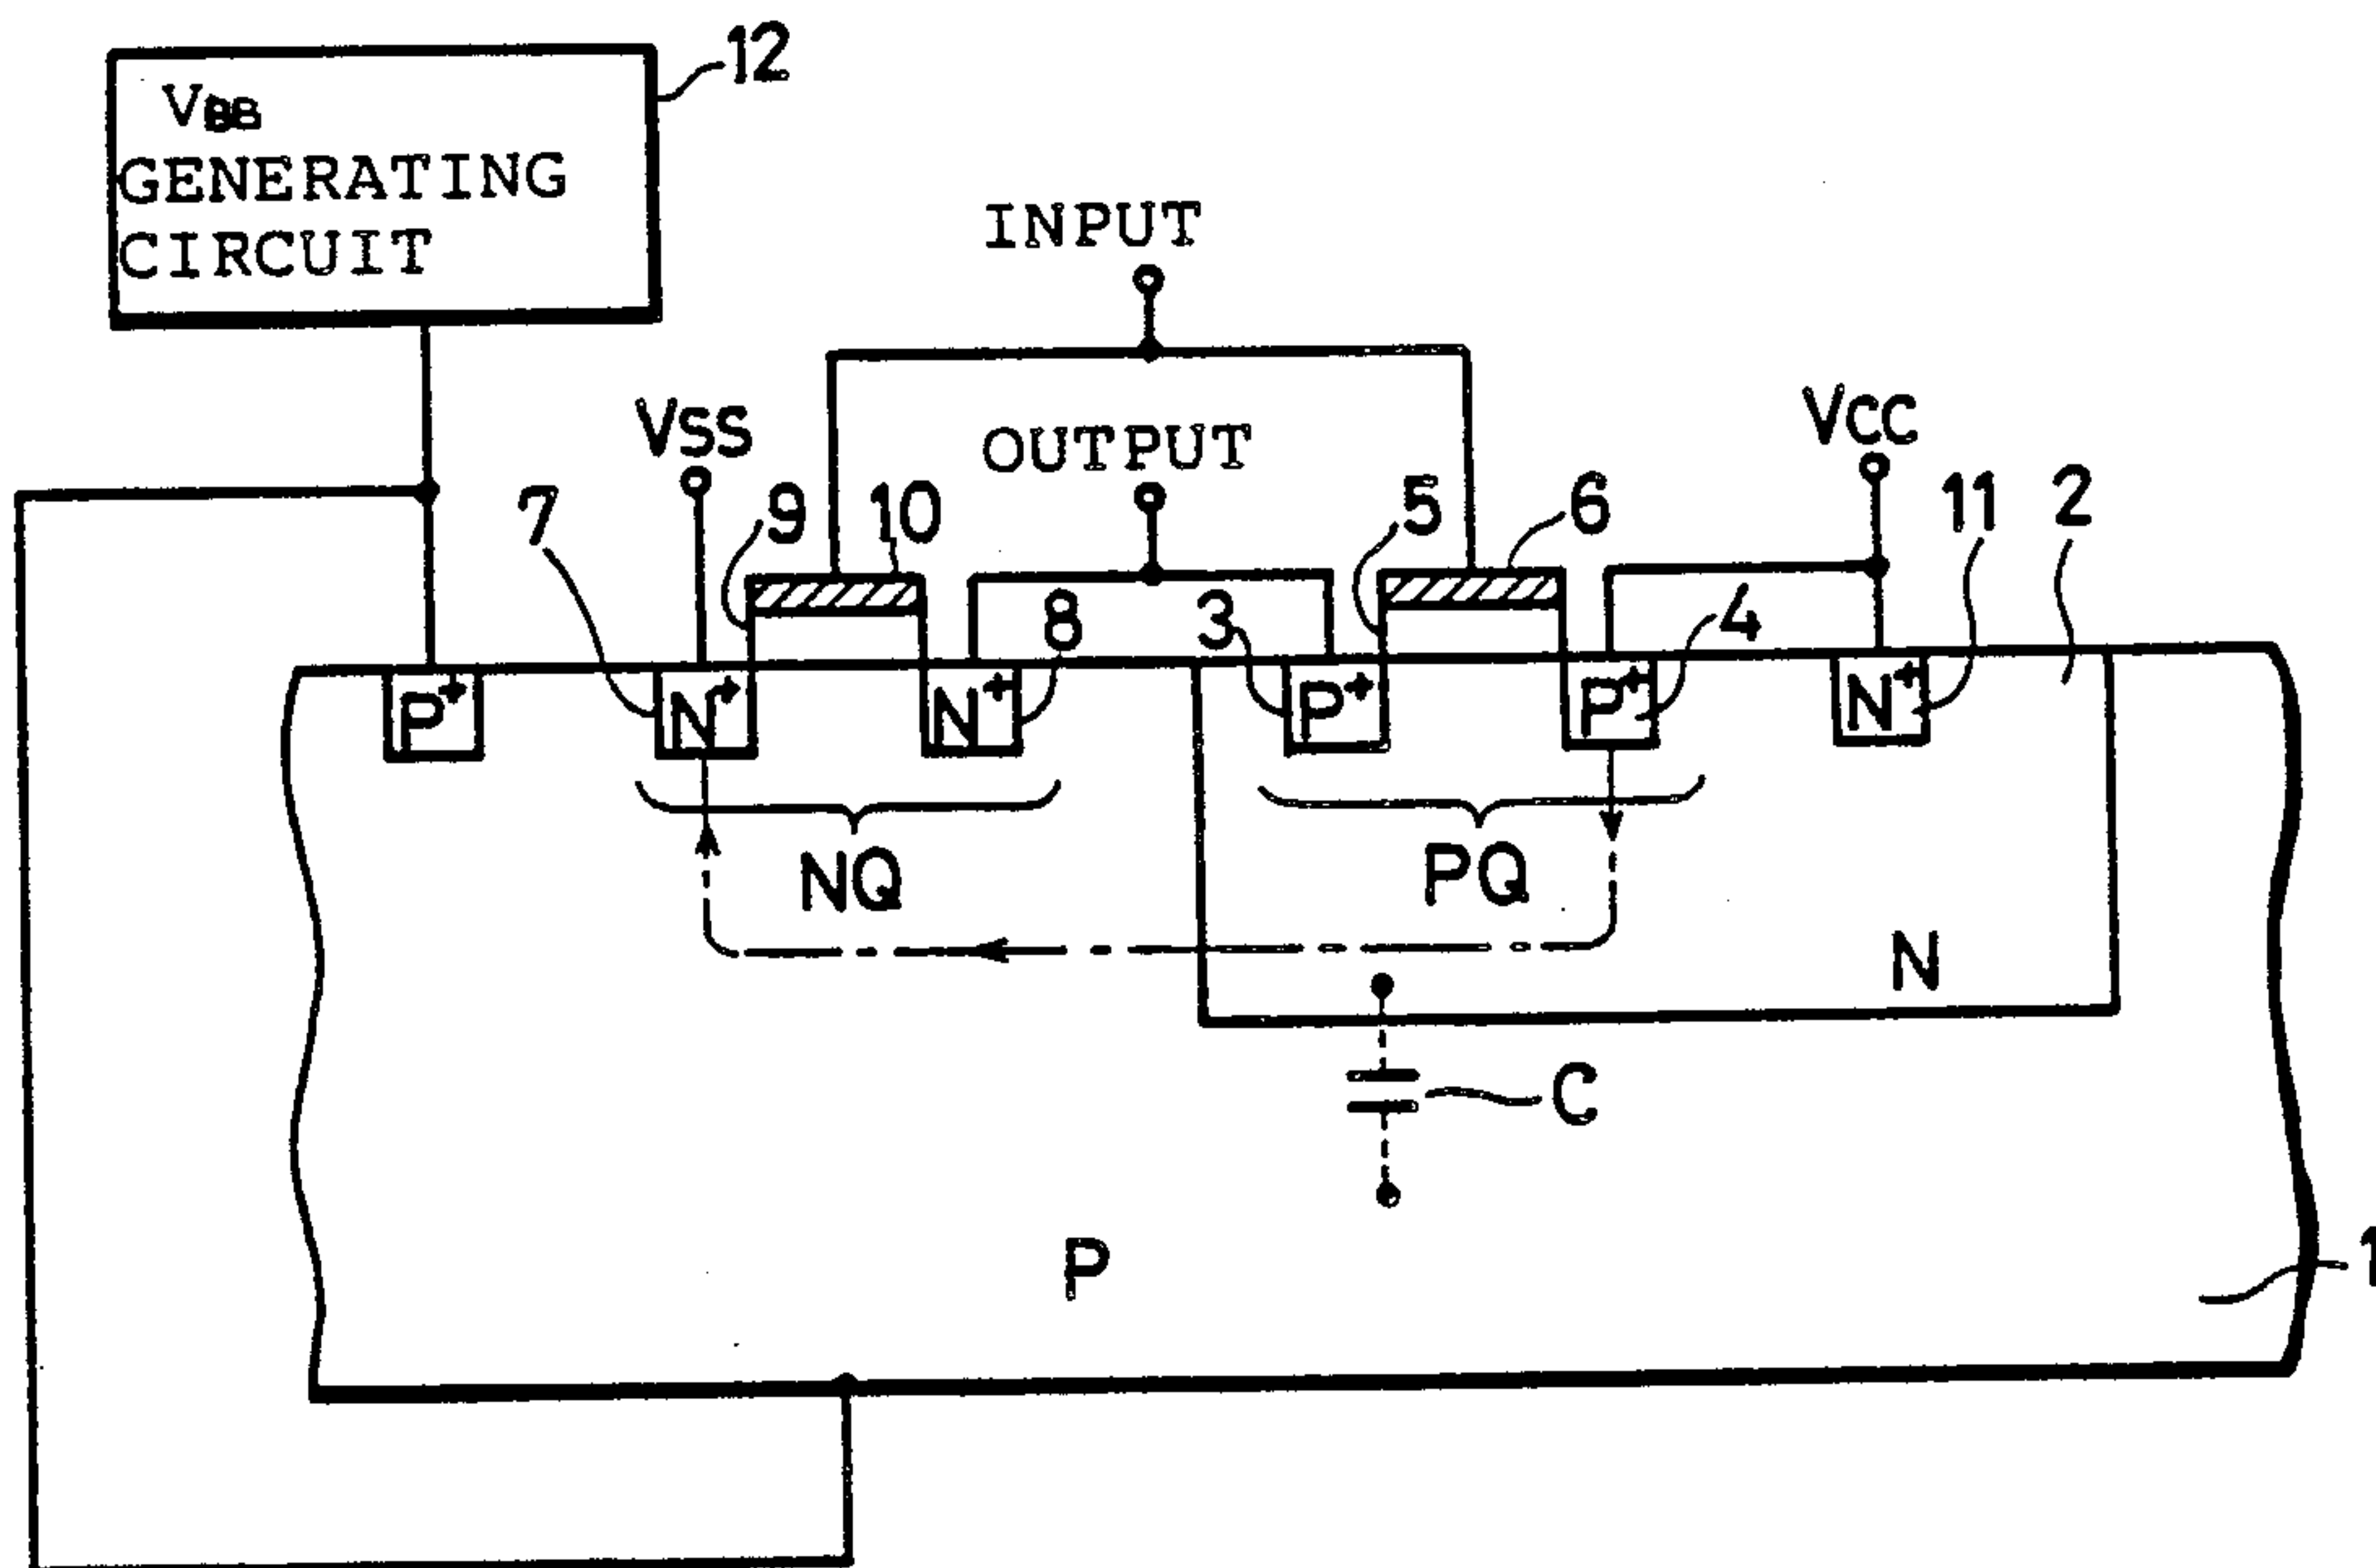 12
VBB
GENERATING
CIRCUIT
INPUT
VSS
OUTPUT
VCC
7
9
10
5
6
11
2
8
3
4
P+
N+
N+
P+
P+
N+
NQ
PQ
N
C
P
1